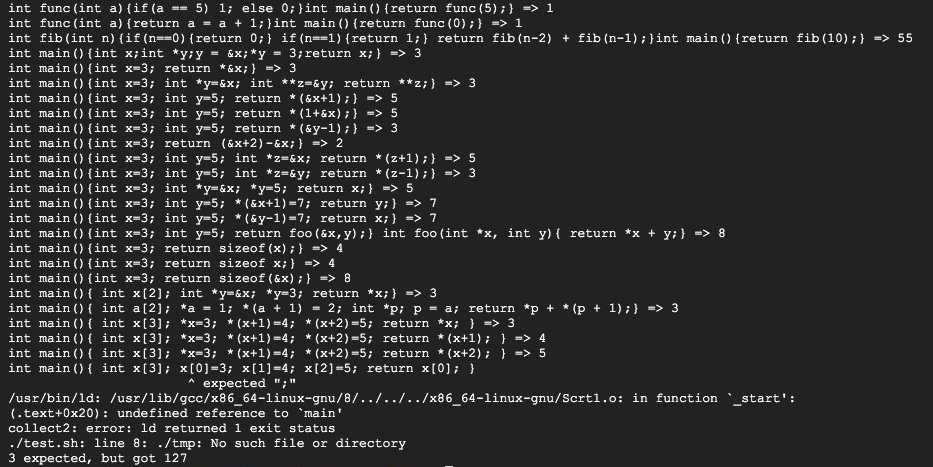 int func(int a){if(a == 5) 1; else 0;}int main(){return func(5);} => 1
int func(int a){return a = a + 1;}int main(){return func(0);} => 1
int fib(int n){if(n==0){return 0;} if(n==1){return 1;} return fib(n-2) + fib(n-1);}int main(){return fib(10);} => 55
int main(){int x;int *y;y = &x;*y = 3;return x;} => 3
int main(){int x=3; return *&x;} => 3
int main(){int x=3; int *y=&x; int **z=&y; return **z;} => 3
int main(){int x=3; int y=5; return *(&x+1);} => 5
int main(){int x=3; int y=5; return *(1+&x);} => 5
int main(){int x=3; int y=5; return *(&y-1);} => 3
int main(){int x=3; return (&x+2)-&x;} => 2
int main(){int x=3; int y=5; int *z=&x; return *(z+1);} => 5
int main(){int x=3; int y=5; int *z=&y; return *(z-1);} => 3
int main(){int x=3; int *y=&x; *y=5; return x;} => 5
int main(){int x=3; int y=5; *(&x+1)=7; return y;} => 7
int main(){int x=3; int y=5; *(&y-1)=7; return x;} => 7
int main(){int x=3; int y=5; return foo(&x,y);} int foo(int *x, int y){ return *x + y;} => 8
int main(){int x=3; return sizeof(x);} => 4
int main(){int x=3; return sizeof x;} => 4
int main(){int x=3; return sizeof(&x);} => 8
int main(){ int x[2]; int *y=&x; *y=3; return *x;} => 3
int main(){ int a[2]; *a = 1; *(a + 1) = 2; int *p; p = a; return *p + *(p + 1);} => 3
int main(){ int x[3]; *x=3; *(x+1)=4; *(x+2)=5; return *x; } => 3
int main(){ int x[3]; *x=3; *(x+1)=4; *(x+2)=5; return *(x+1); } => 4
int main(){ int x[3]; *x=3; *(x+1)=4; *(x+2)=5; return *(x+2); } => 5
int main(){ int x[3]; x[0]=3; x[1]=4; x[2]=5; return x[0]; }
^ expected ";"
/usr/bin/ld: /usr/lib/gcc/x86_64-linux-gnu/8/../../../x86_64-linux-gnu/Scrt1.o: in function `_start':
(.text+0x20): undefined reference to `main'
collect2: error: ld returned 1 exit status
./test.sh: line 8: ./tmp: No such file or directory
3 expected, but got 127